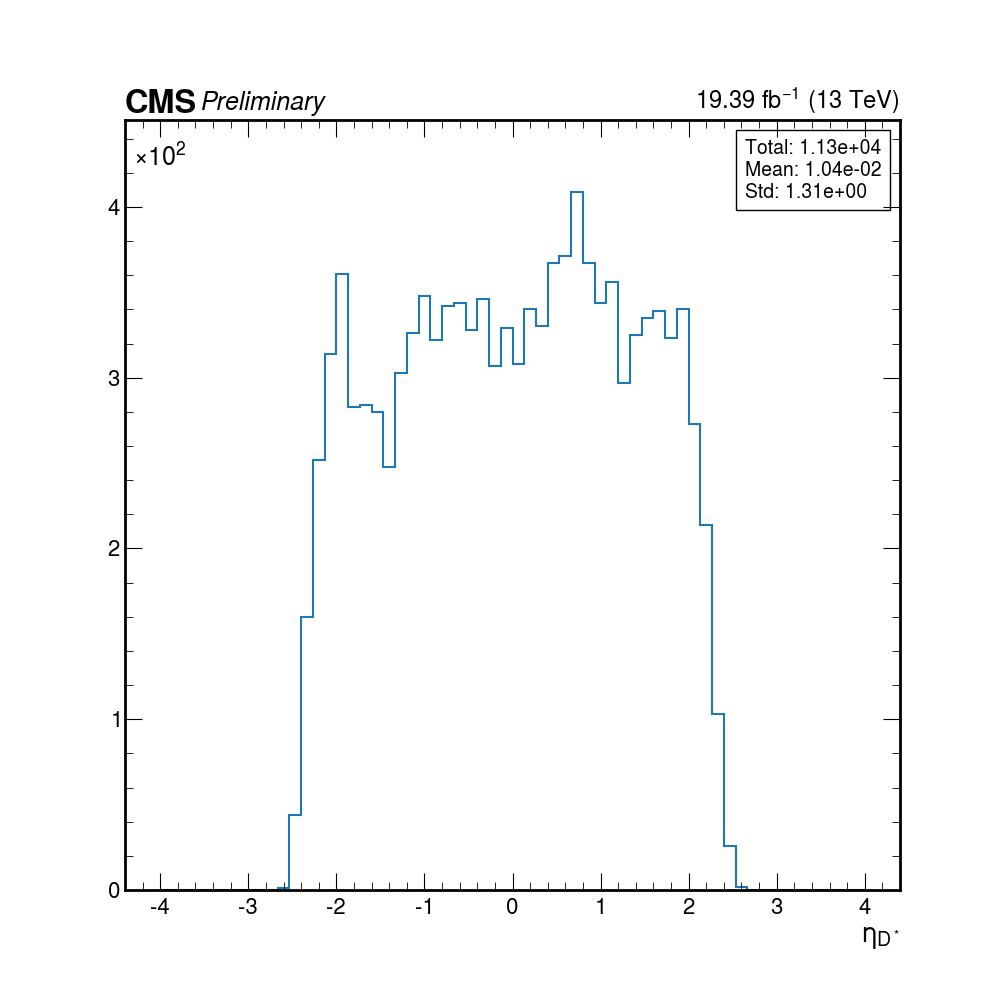 CMS Preliminary 19.39 fb⁻¹ (13 TeV)
×10²
Total: 1.13e+04
Mean: 1.04e-02
Std: 1.31e+00
4
3
2
1
0
-4 -3 -2 -1 0 1 2 3 4
η_D*